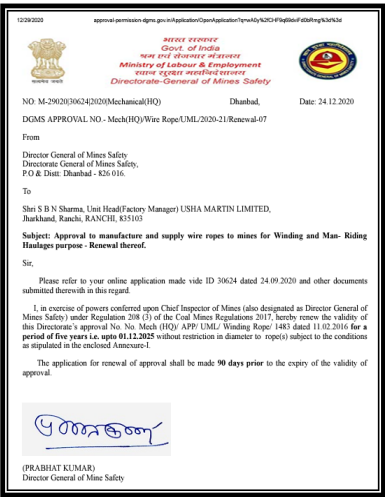 12/29/2020 approval-permission-dgms.gov.in/Application/OpenApplication?q=wA0y%2fCHF9q69dviFd0bRmg%3d%3d
भारत सरकार
Govt. of India
श्रम एवं रोजगार मंत्रालय
Ministry of Labour & Employment
खान सुरक्षा महानिदेशालय
Directorate-General of Mines Safety
NO: M-29020|30624|2020|Mechanical(HQ) Dhanbad, Date: 24.12.2020
DGMS APPROVAL NO.- Mech(HQ)/Wire Rope/UML/2020-21/Renewal-07
From
Director General of Mines Safety
Directorate General of Mines Safety,
P.O & Distt: Dhanbad - 826 016.
To
Shri S B N Sharma, Unit Head(Factory Manager) USHA MARTIN LIMITED,
Jharkhand, Ranchi, RANCHI, 835103
Subject: Approval to manufacture and supply wire ropes to mines for Winding and Man- Riding
Haulages purpose - Renewal thereof.
Sir,
Please refer to your online application made vide ID 30624 dated 24.09.2020 and other documents
submitted therewith in this regard.
I, in exercise of powers conferred upon Chief Inspector of Mines (also designated as Director General of
Mines Safety) under Regulation 208 (3) of the Coal Mines Regulations 2017, hereby renew the validity of
this Directorate's approval No. No. Mech (HQ)/ APP/ UML/ Winding Rope/ 1483 dated 11.02.2016 for a
period of five years i.e. upto 01.12.2025 without restriction in diameter to rope(s) subject to the conditions
as stipulated in the enclosed Annexure-I.
The application for renewal of approval shall be made 90 days prior to the expiry of the validity of
approval.
(PRABHAT KUMAR)
Director General of Mine Safety